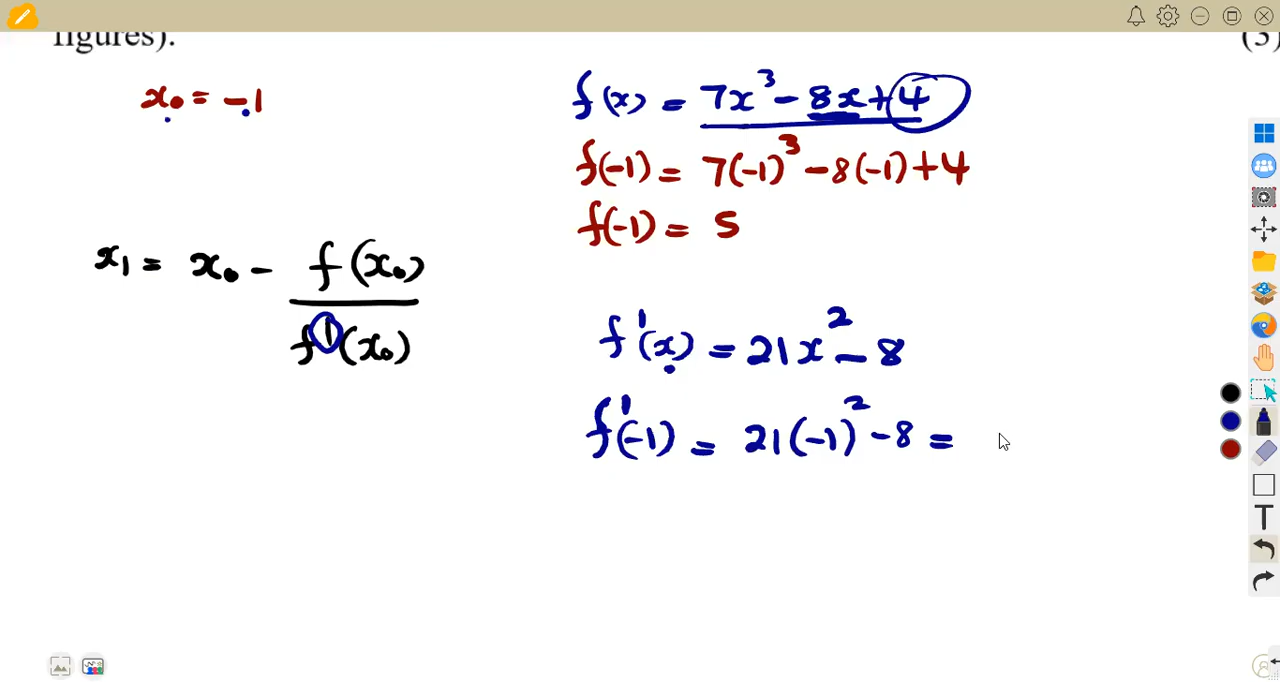 figures).
(3)
x₀ = -1
f(x) = 7x³ - 8x + 4
f(-1) = 7(-1)³ - 8(-1) + 4
f(-1) = 5
x₁ = x₀ - f(x₀) / f'(x₀)
f'(x) = 21x² - 8
f'(-1) = 21(-1)² - 8 =
T